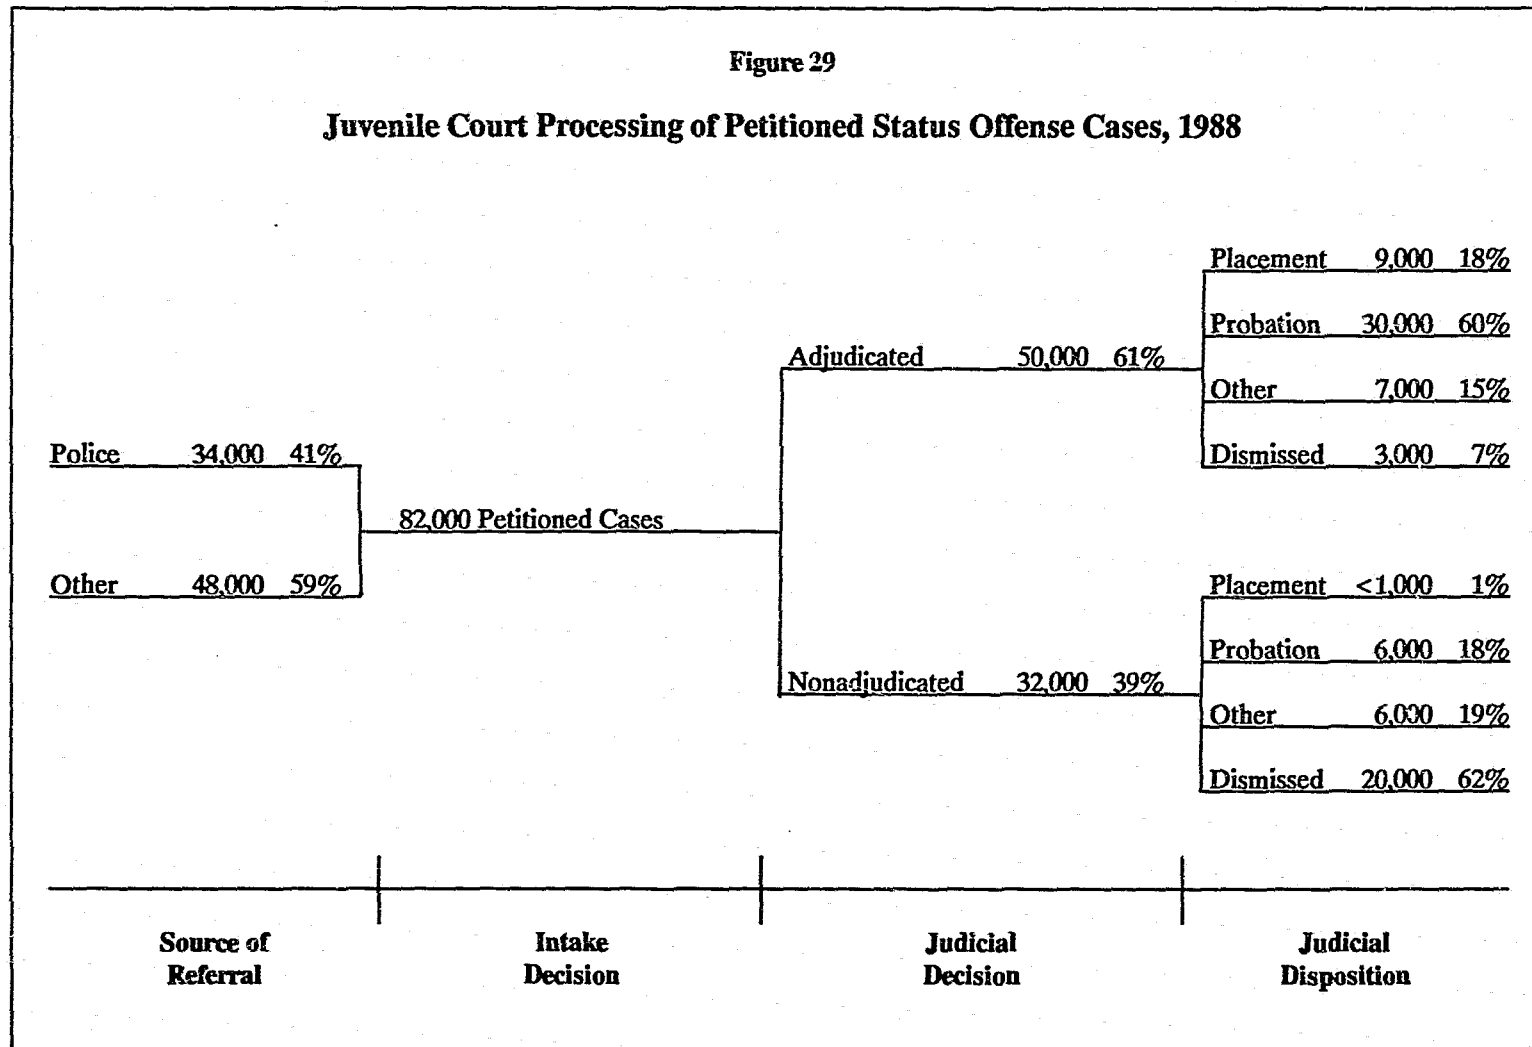 Figure 29
Juvenile Court Processing of Petitioned Status Offense Cases, 1988
Placement 9,000 18%
Probation 30,000 60%
Adjudicated 50,000 61%
Other 7,000 15%
Police 34,000 41%
Dismissed 3,000 7%
82,000 Petitioned Cases
Other 48,000 59%
Placement <1,000 1%
Probation 6,000 18%
Nonadjudicated 32,000 39%
Other 6,000 19%
Dismissed 20,000 62%
Source of
Referral
Intake
Decision
Judicial
Decision
Judicial
Disposition